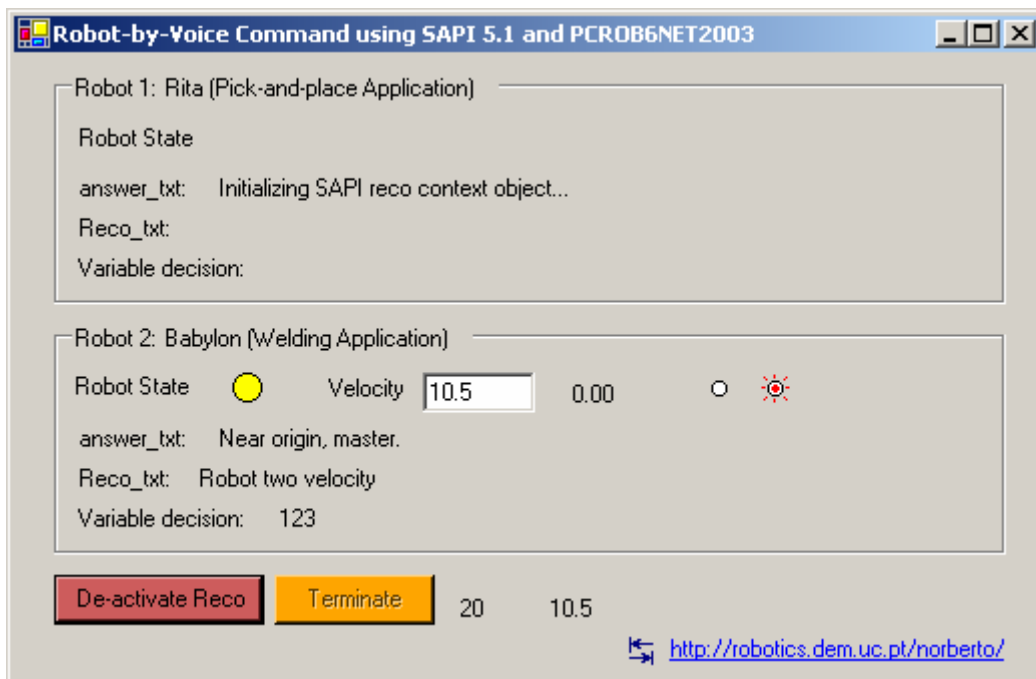 Robot-by-Voice Command using SAPI 5.1 and PCROB6NET2003
Robot 1: Rita (Pick-and-place Application)
Robot State
answer_txt: Initializing SAPI reco context object...
Reco_txt:
Variable decision:
Robot 2: Babylon (Welding Application)
Robot State Velocity 10.5 0.00
answer_txt: Near origin, master.
Reco_txt: Robot two velocity
Variable decision: 123
De-activate Reco Terminate 20 10.5
http://robotics.dem.uc.pt/norberto/